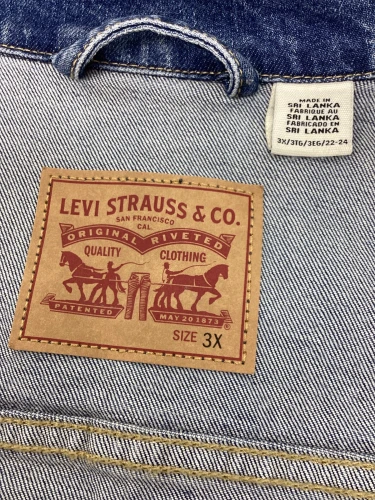 MADE IN
SRI LANKA
FABRIQUE AU
SRI LANKA
FABRICADO EN
SRI LANKA
3X/3TG/3EG/22-24
LEVI STRAUSS & CO.
SAN FRANCISCO
CAL
ORIGINAL RIVETED
QUALITY CLOTHING
PATENTED MAY 20 1873
SIZE 3X